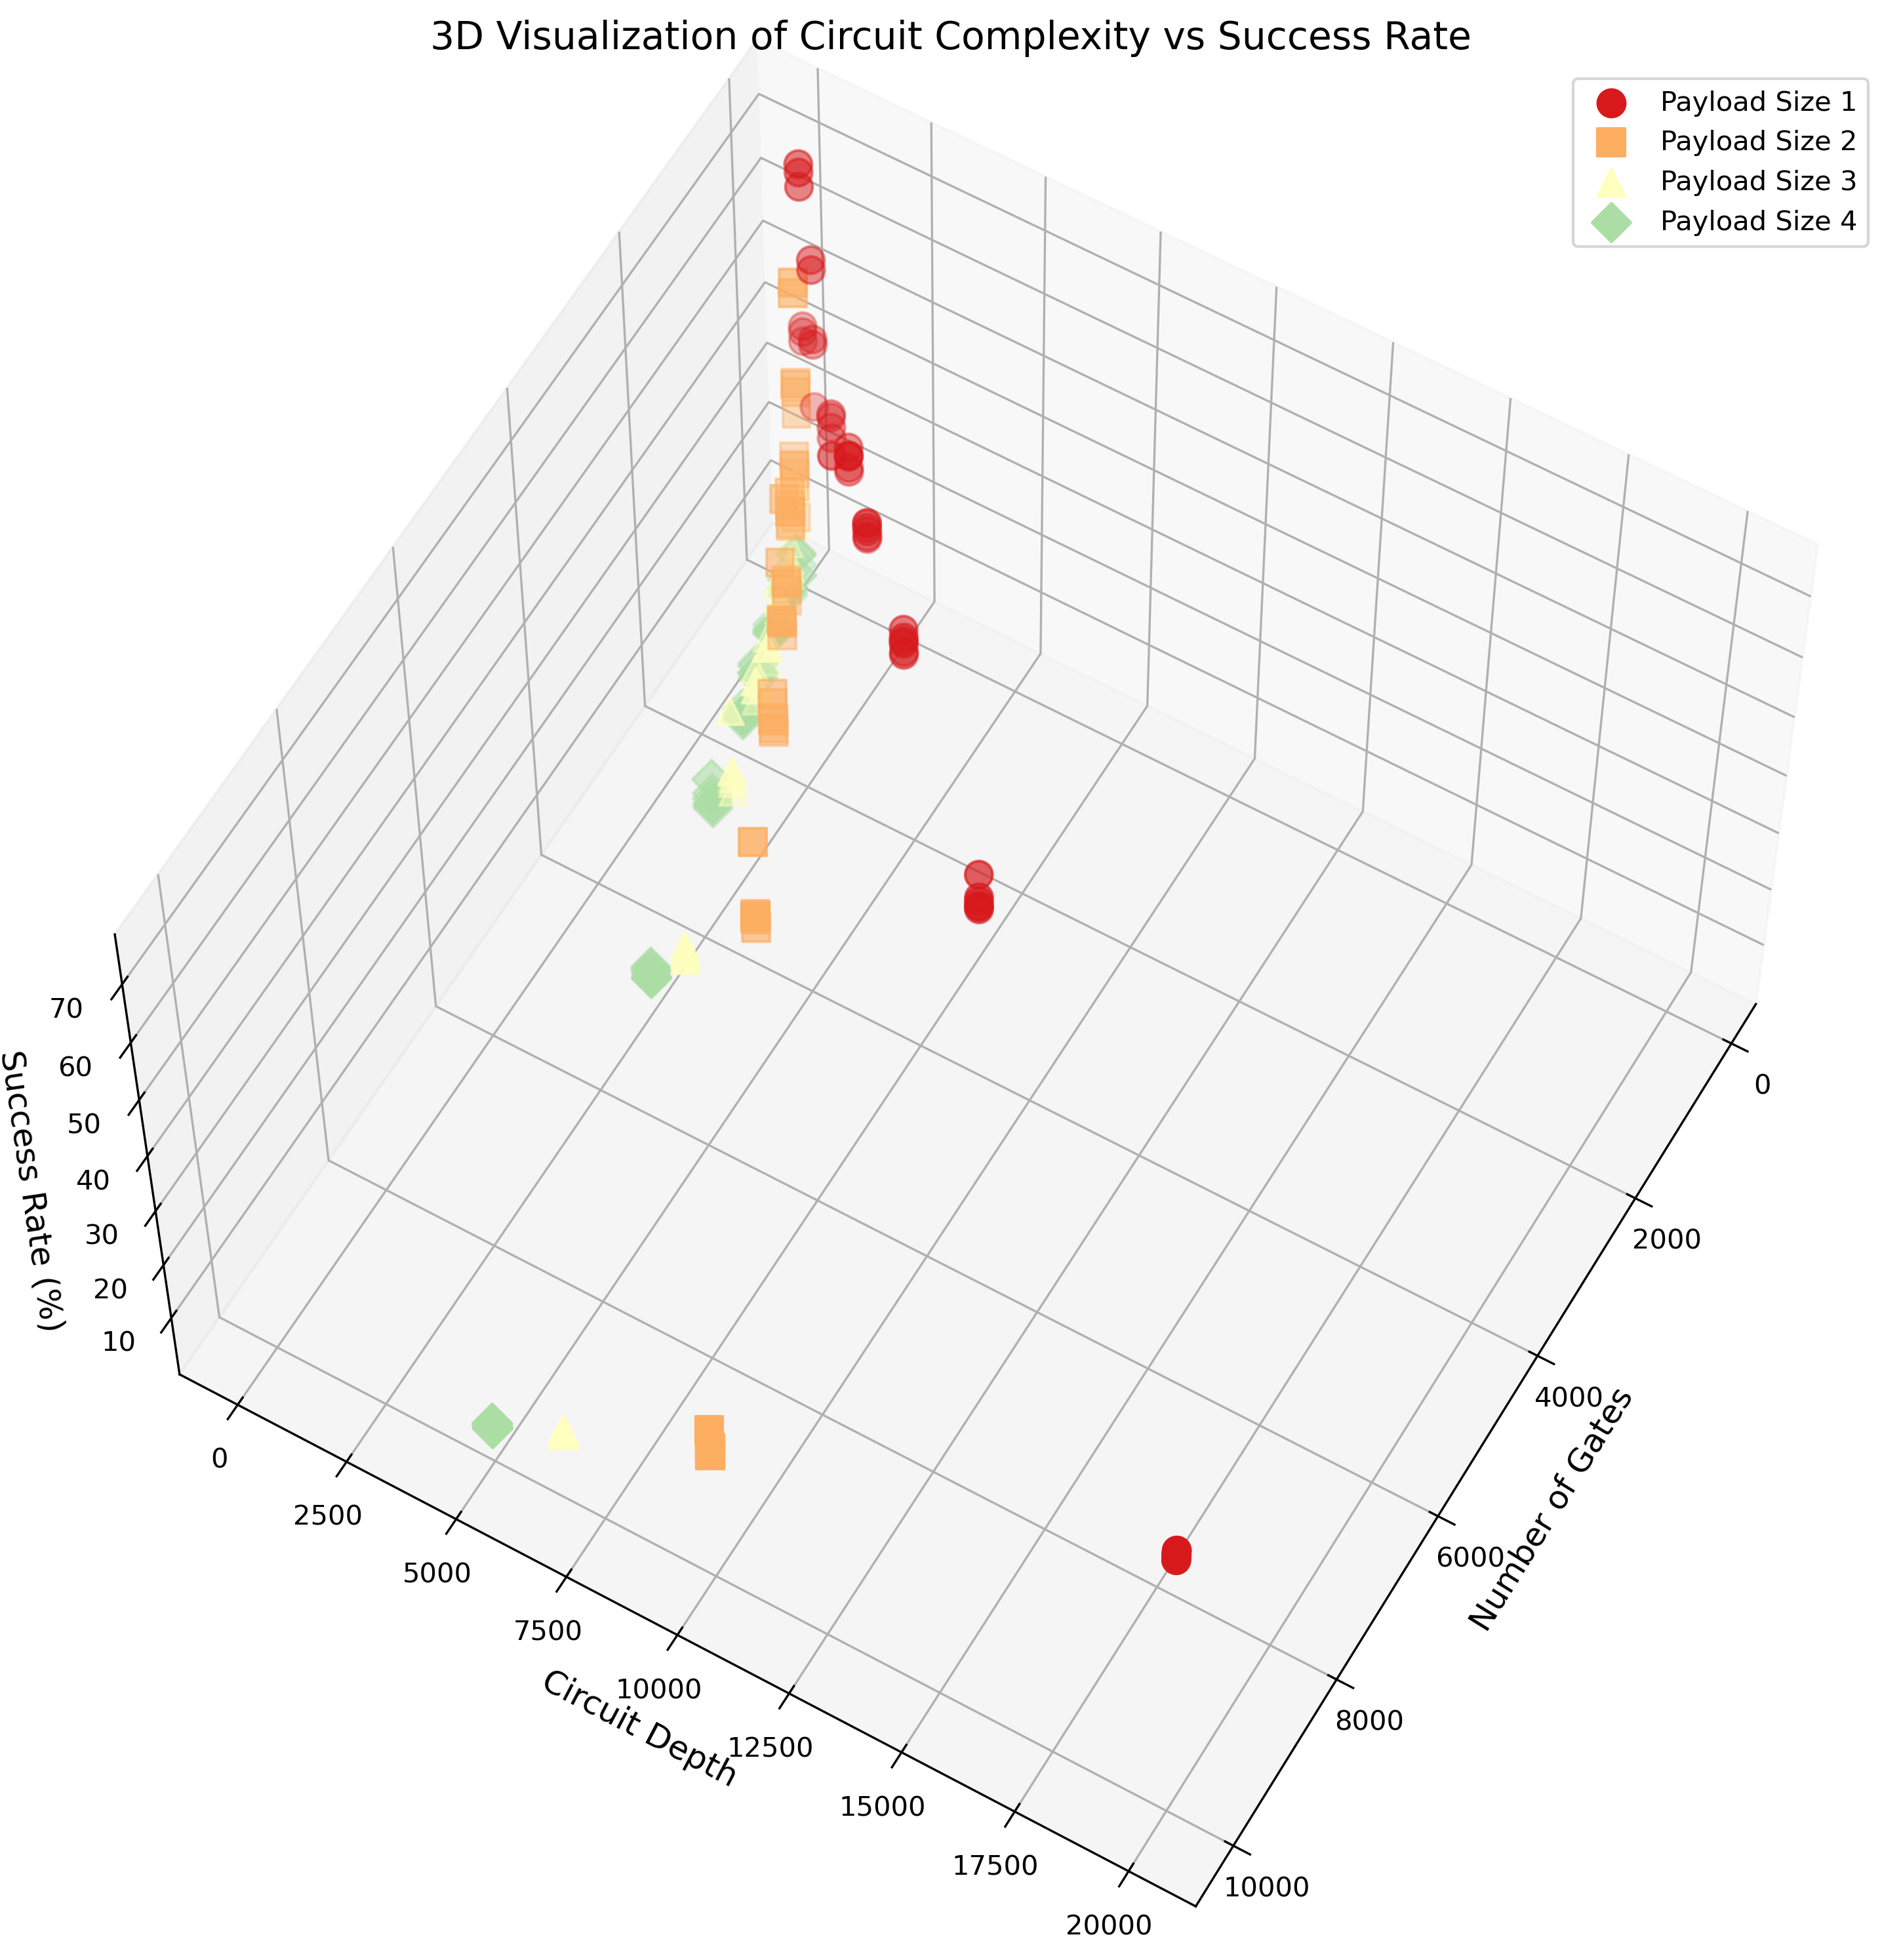 3D Visualization of Circuit Complexity vs Success Rate
Payload Size 1
Payload Size 2
Payload Size 3
Payload Size 4
Success Rate (%)
70
60
50
40
30
20
10
Circuit Depth
0
2500
5000
7500
10000
12500
15000
17500
20000
Number of Gates
0
2000
4000
6000
8000
10000